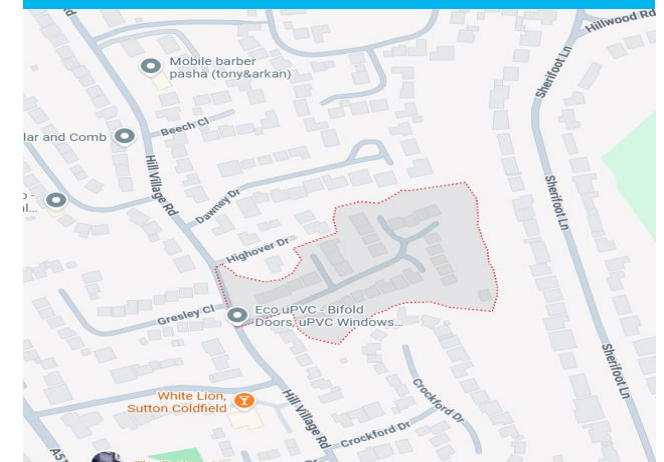 Hillwood Rd
Mobile barber
pasha (tony&arkan)
Sherifoot Ln
Beech Cl
lar and Comb
Hill Village Rd
Dawney Dr
Sherifoot Ln
Highover Dr
Gresley Cl
Eco uPVC - Bifold
Doors, uPVC Windows...
Sherifoot Ln
White Lion,
Sutton Coldfield
Hill Village Rd
Crockford Dr
Crockford Dr